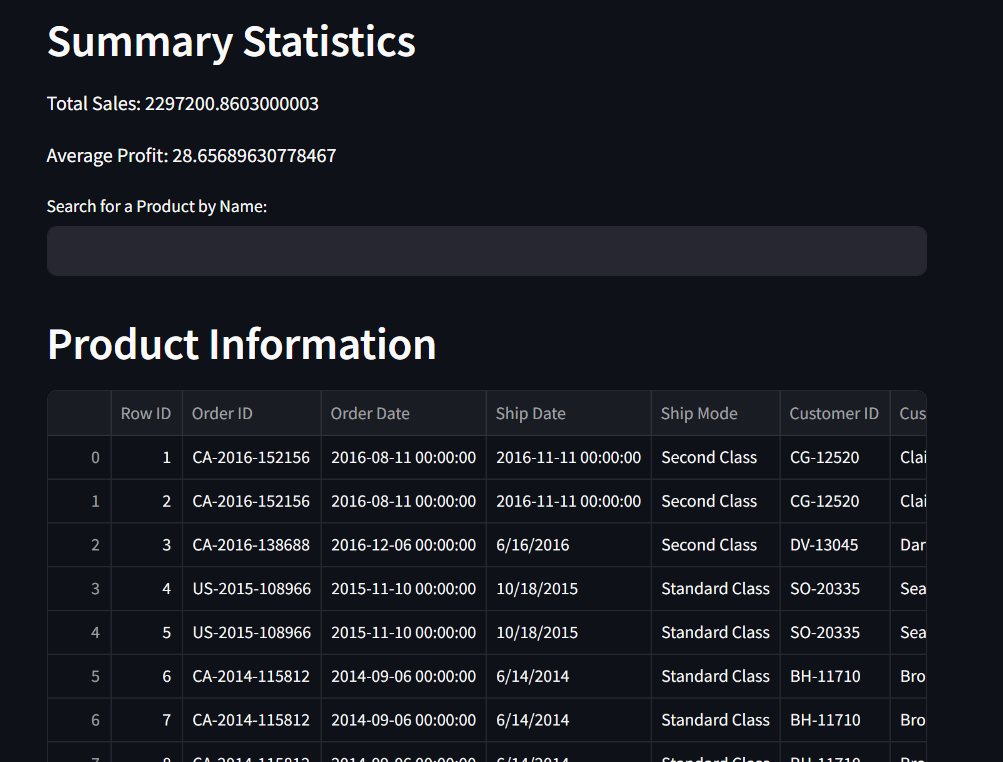 Summary Statistics
Total Sales: 2297200.8603000003
Average Profit: 28.65689630778467
Search for a Product by Name:
Product Information
Row ID Order ID Order Date Ship Date Ship Mode Customer ID Cus
0 1 CA-2016-152156 2016-08-11 00:00:00 2016-11-11 00:00:00 Second Class CG-12520 Clai
1 2 CA-2016-152156 2016-08-11 00:00:00 2016-11-11 00:00:00 Second Class CG-12520 Clai
2 3 CA-2016-138688 2016-12-06 00:00:00 6/16/2016 Second Class DV-13045 Dar
3 4 US-2015-108966 2015-11-10 00:00:00 10/18/2015 Standard Class SO-20335 Sea
4 5 US-2015-108966 2015-11-10 00:00:00 10/18/2015 Standard Class SO-20335 Sea
5 6 CA-2014-115812 2014-09-06 00:00:00 6/14/2014 Standard Class BH-11710 Bro
6 7 CA-2014-115812 2014-09-06 00:00:00 6/14/2014 Standard Class BH-11710 Bro